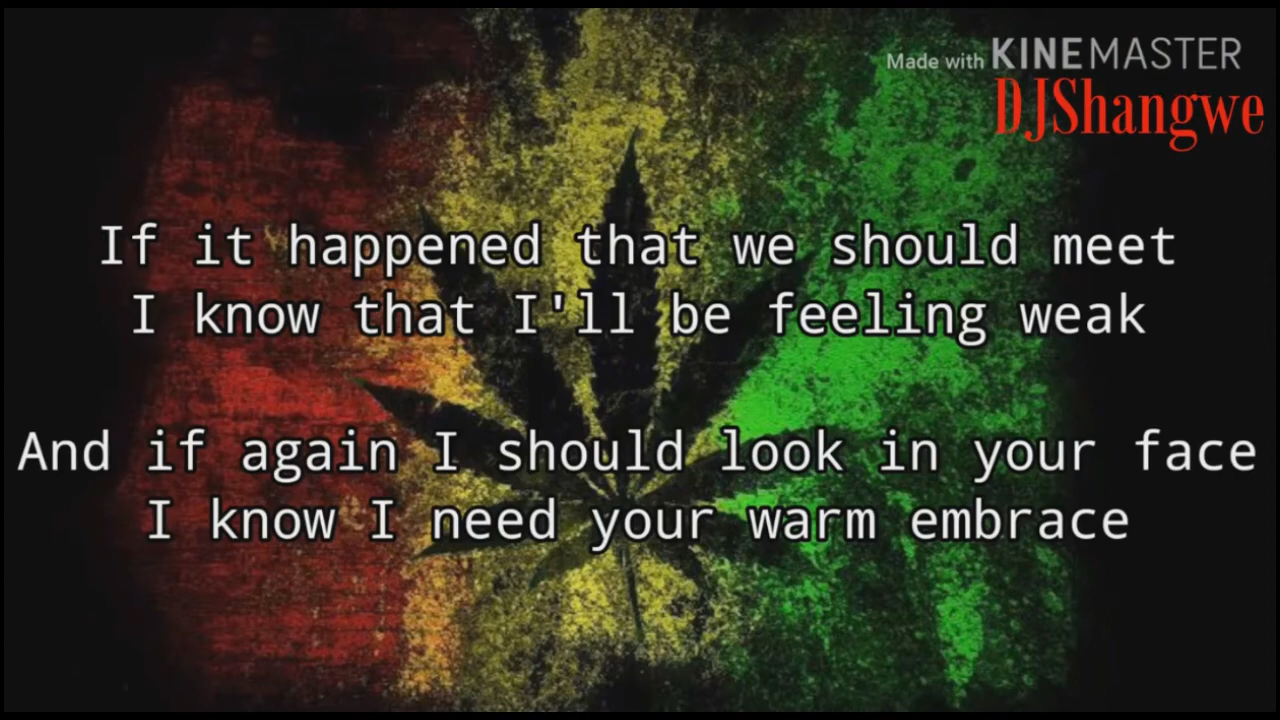 Made with KINEMASTER
DJShangwe
If it happened that we should meet
I know that I'll be feeling weak
And if again I should look in your face
I know I need your warm embrace